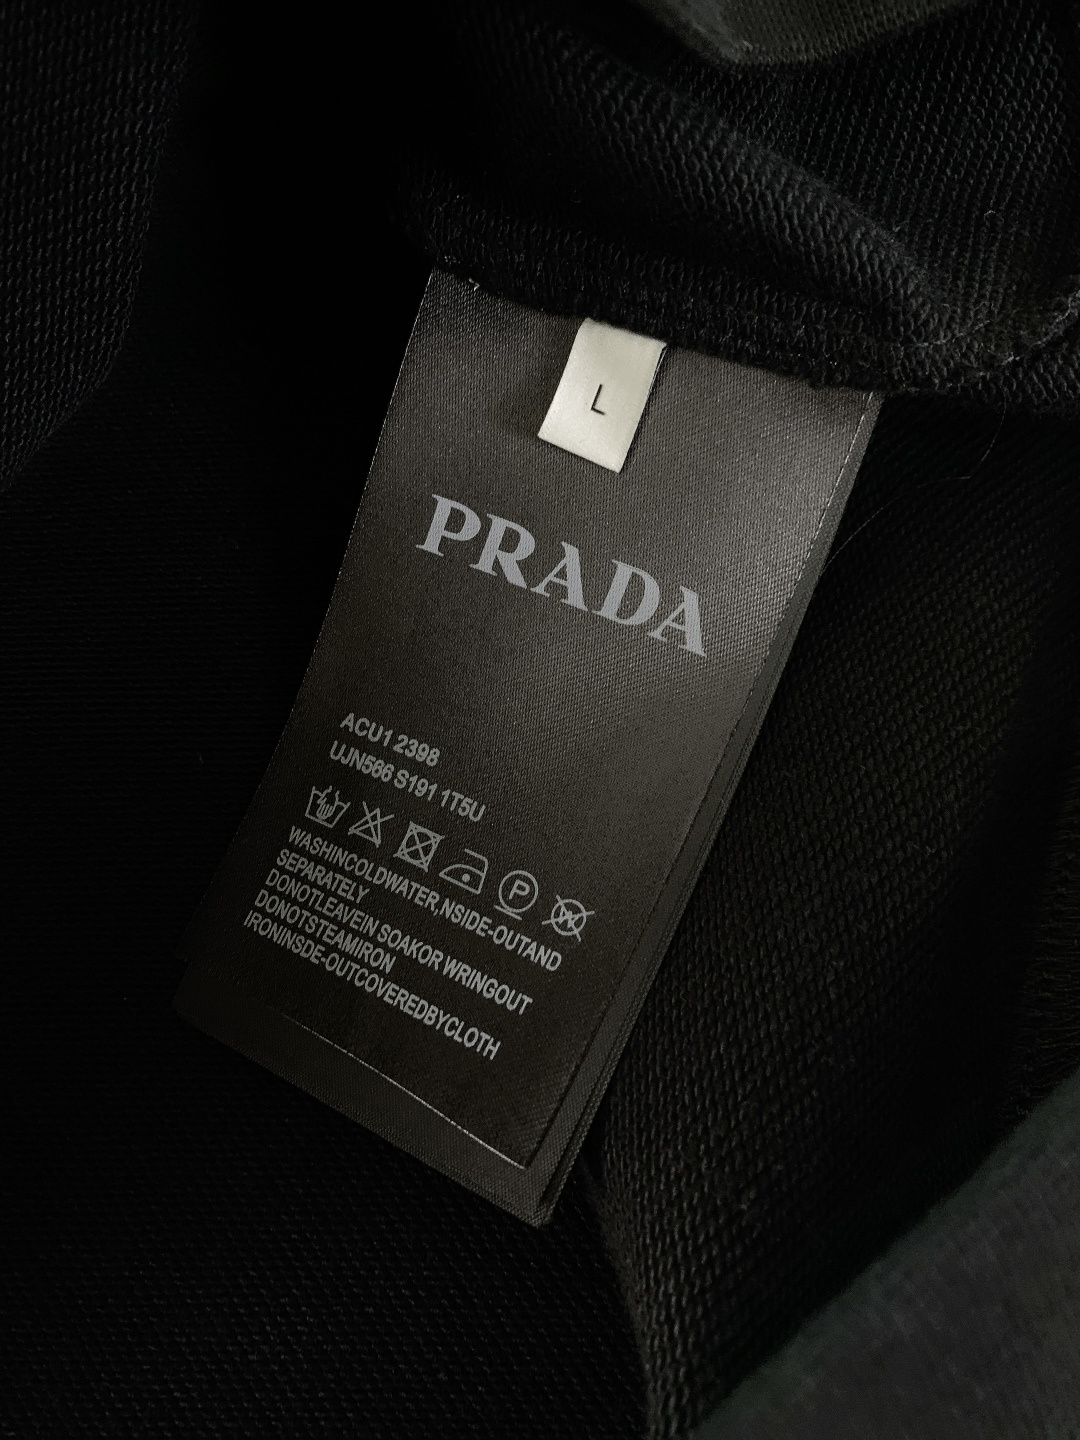 L
PRADA
ACU1 2398
UJN566 S191 1T5U
P
W
WASHINCOLDWATER,NSIDE-OUTAND
SEPARATELY
DONOTLEAVEIN SOAKOR WRINGOUT
DONOTSTEAMIRON
IRONINSDE-OUTCOVEREDBYCLOTH